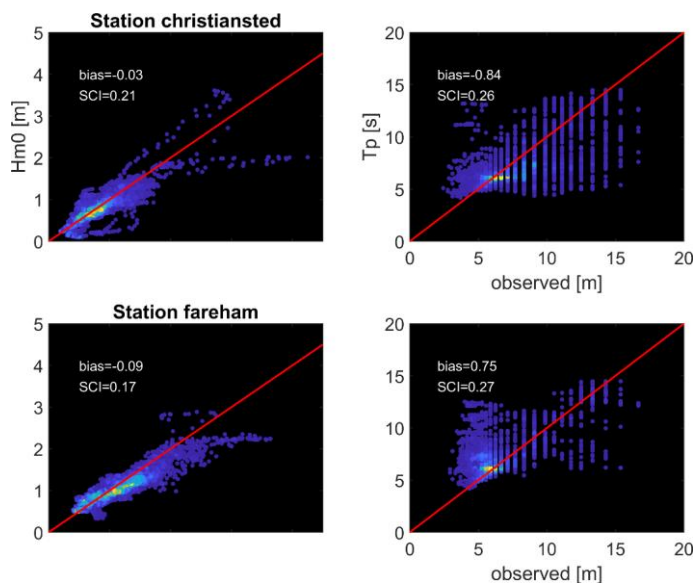 Station christiansted
5
4
3
2
1
0
Hm0 [m]
bias=-0.03
SCI=0.21
20
15
10
5
0
Tp [s]
bias=-0.84
SCI=0.26
0 5 10 15 20
observed [m]
Station fareham
5
4
3
2
1
0
bias=-0.09
SCI=0.17
20
15
10
5
0
bias=0.75
SCI=0.27
0 5 10 15 20
observed [m]